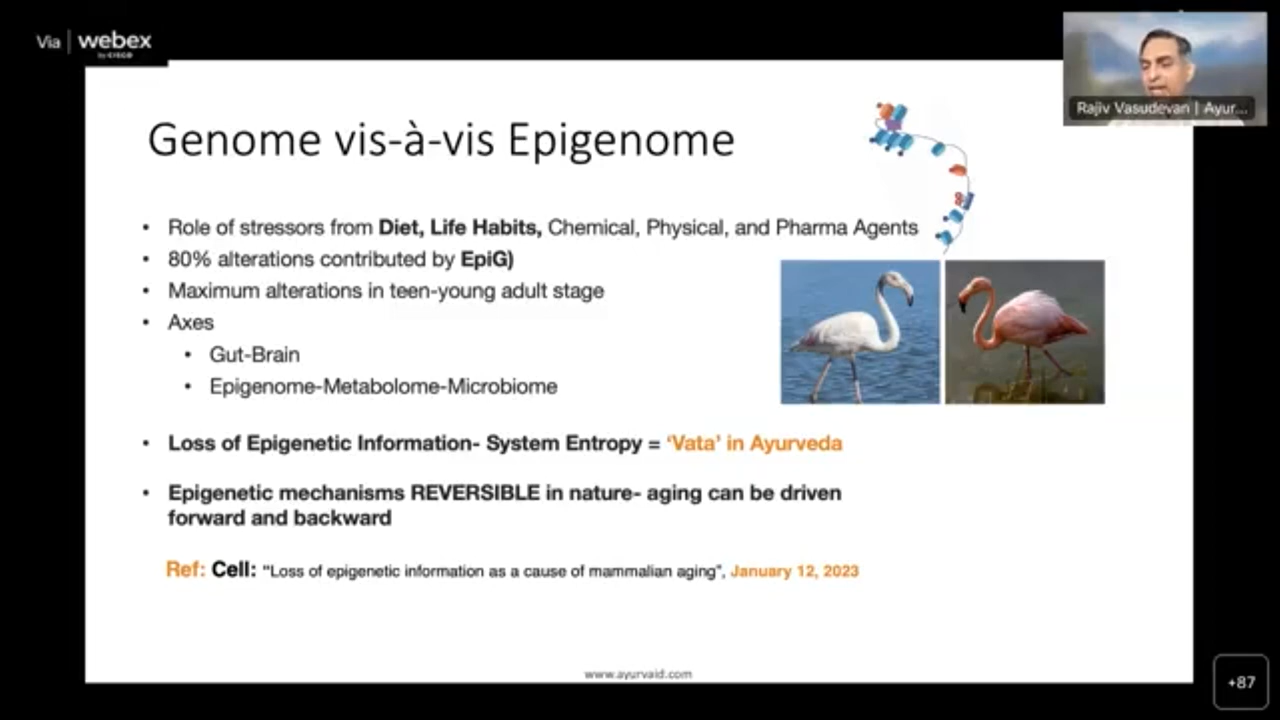 Via | webex
by CISCO
Rajiv Vasudevan | Ayur...
Genome vis-à-vis Epigenome
• Role of stressors from Diet, Life Habits, Chemical, Physical, and Pharma Agents
• 80% alterations contributed by EpiG)
• Maximum alterations in teen-young adult stage
• Axes
• Gut-Brain
• Epigenome-Metabolome-Microbiome
• Loss of Epigenetic Information- System Entropy = ‘Vata’ in Ayurveda
• Epigenetic mechanisms REVERSIBLE in nature- aging can be driven
forward and backward
Ref: Cell: “Loss of epigenetic information as a cause of mammalian aging”, January 12, 2023
www.ayurvaid.com
+87